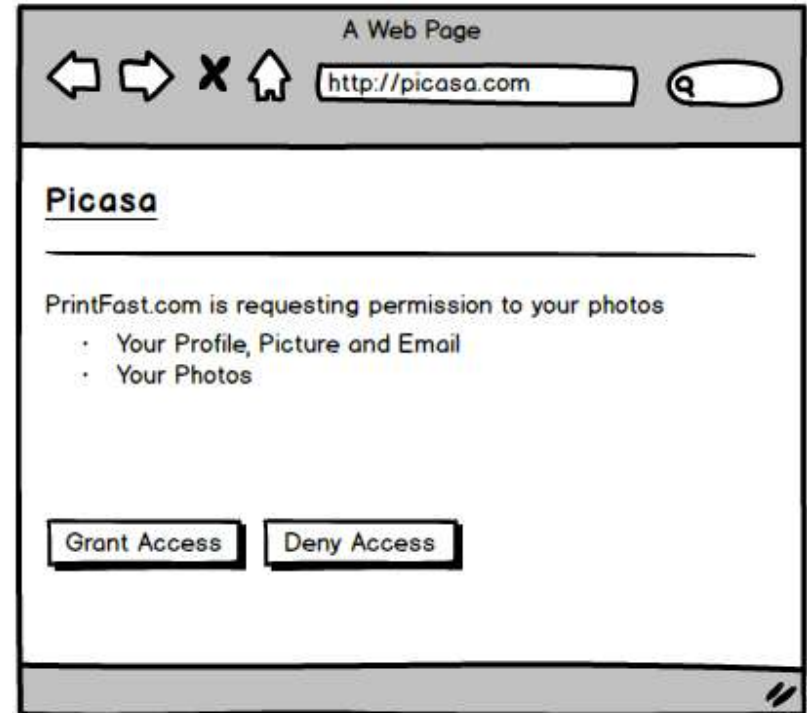 A Web Page
http://picasa.com
Picasa
PrintFast.com is requesting permission to your photos
· Your Profile, Picture and Email
· Your Photos
Grant Access Deny Access